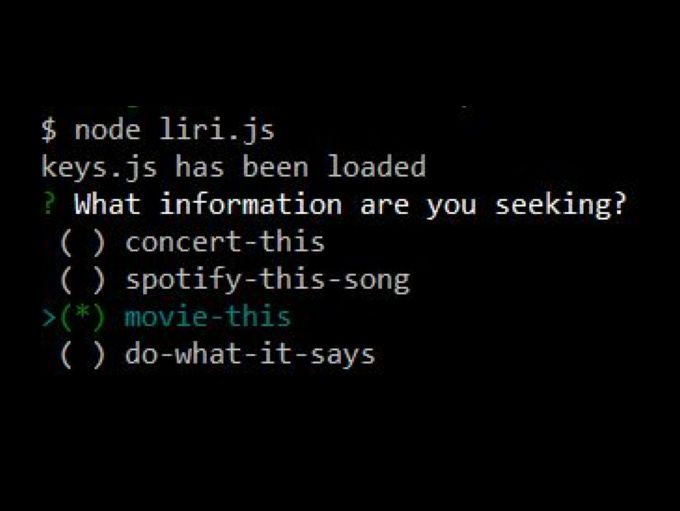 $ node liri.js
keys.js has been loaded
? What information are you seeking?
( ) concert-this
( ) spotify-this-song
>(*) movie-this
( ) do-what-it-says